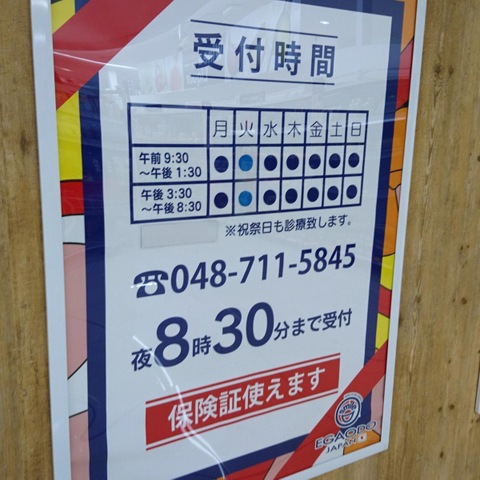 受付時間
月 火 水 木 金 土 日
午前 9:30
～午後 1:30
● ● ● ● ● ● ●
午後 3:30
～午後 8:30
● ● ● ● ● ● ●
※祝祭日も診療致します。
☎048-711-5845
夜8時30分まで受付
保険証使えます
EGAODO
JAPAN